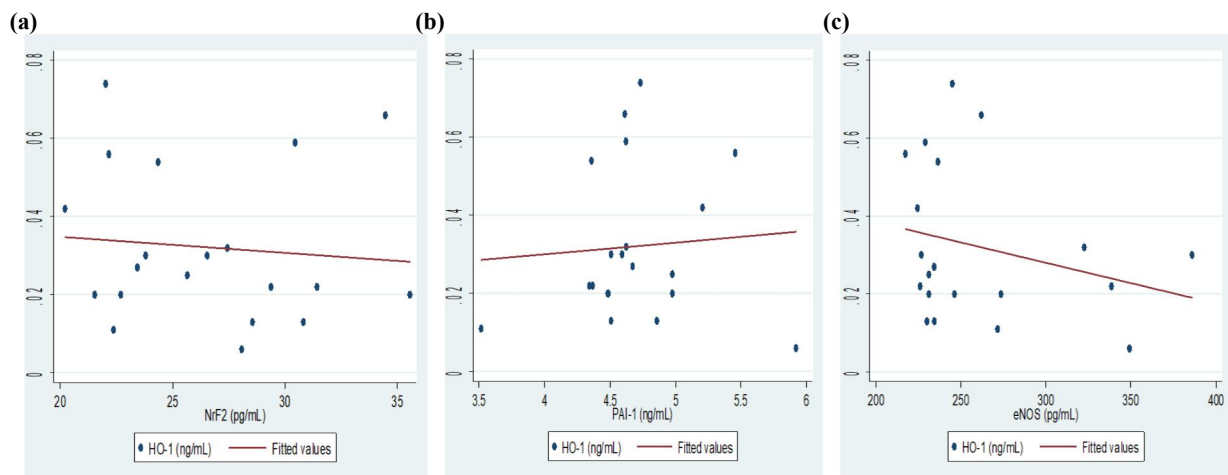 (a)
.08
.06
.04
.02
0
20 25 30 35
NrF2 (pg/mL)
HO-1 (ng/mL) Fitted values
(b)
.08
.06
.04
.02
0
3.5 4 4.5 5 5.5 6
PAI-1 (ng/mL)
HO-1 (ng/mL) Fitted values
(c)
.08
.06
.04
.02
0
200 250 300 350 400
eNOS (pg/mL)
HO-1 (ng/mL) Fitted values